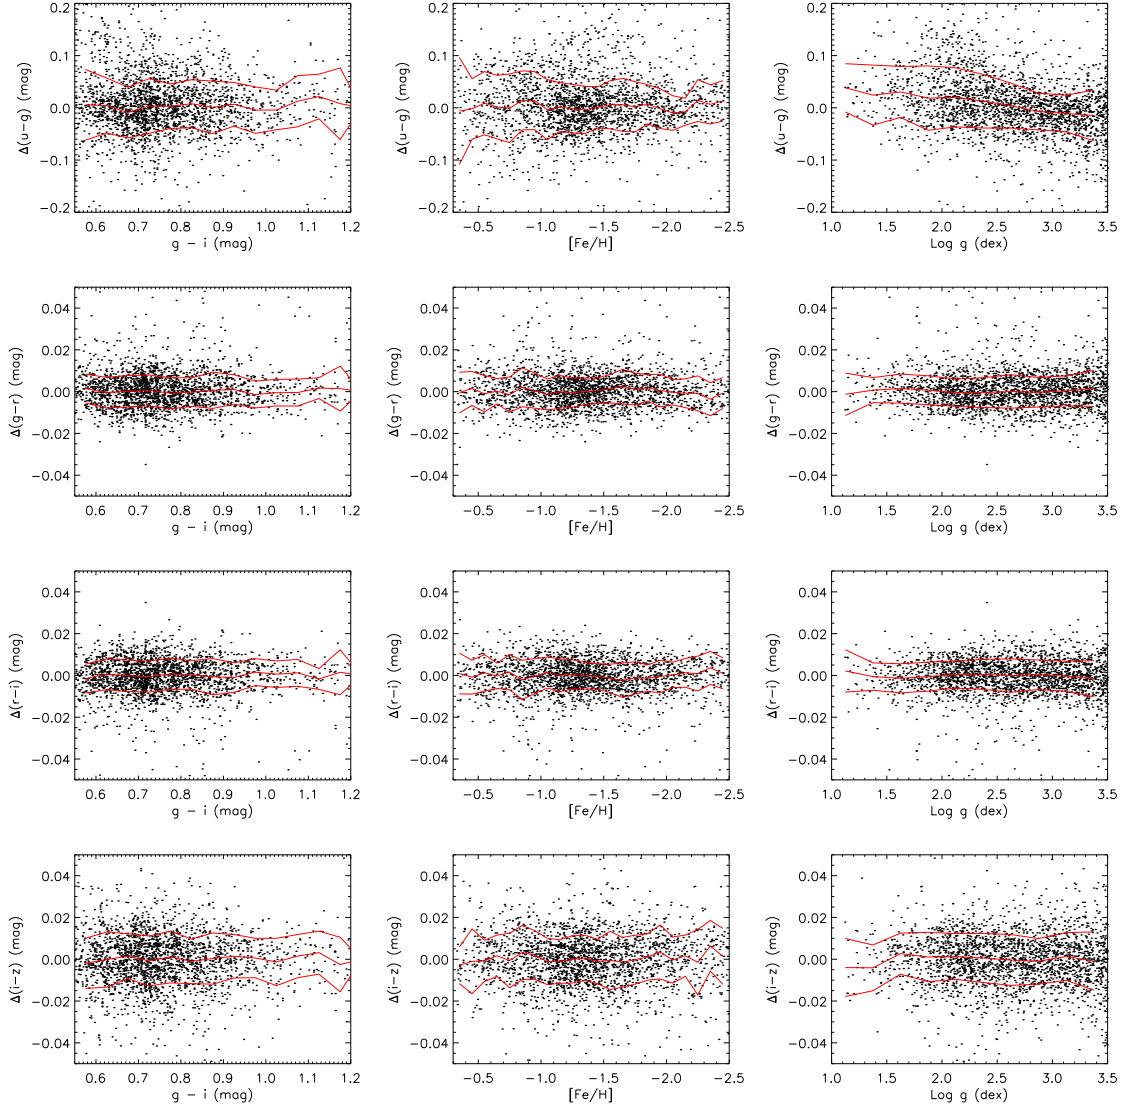 0.2 0.2 0.2
0.1 0.1 0.1
0.0 0.0 0.0
−0.1 −0.1 −0.1
−0.2 −0.2 −0.2
Δ(u−g) (mag) Δ(u−g) (mag) Δ(u−g) (mag)
0.6 0.7 0.8 0.9 1.0 1.1 1.2 −0.5 −1.0 −1.5 −2.0 −2.5 1.0 1.5 2.0 2.5 3.0 3.5
g − i (mag) [Fe/H] Log g (dex)
0.04 0.04 0.04
0.02 0.02 0.02
0.00 0.00 0.00
−0.02 −0.02 −0.02
−0.04 −0.04 −0.04
Δ(g−r) (mag) Δ(g−r) (mag) Δ(g−r) (mag)
0.6 0.7 0.8 0.9 1.0 1.1 1.2 −0.5 −1.0 −1.5 −2.0 −2.5 1.0 1.5 2.0 2.5 3.0 3.5
g − i (mag) [Fe/H] Log g (dex)
0.04 0.04 0.04
0.02 0.02 0.02
0.00 0.00 0.00
−0.02 −0.02 −0.02
−0.04 −0.04 −0.04
Δ(r−i) (mag) Δ(r−i) (mag) Δ(r−i) (mag)
0.6 0.7 0.8 0.9 1.0 1.1 1.2 −0.5 −1.0 −1.5 −2.0 −2.5 1.0 1.5 2.0 2.5 3.0 3.5
g − i (mag) [Fe/H] Log g (dex)
0.04 0.04 0.04
0.02 0.02 0.02
0.00 0.00 0.00
−0.02 −0.02 −0.02
−0.04 −0.04 −0.04
Δ(i−z) (mag) Δ(i−z) (mag) Δ(i−z) (mag)
0.6 0.7 0.8 0.9 1.0 1.1 1.2 −0.5 −1.0 −1.5 −2.0 −2.5 1.0 1.5 2.0 2.5 3.0 3.5
g − i (mag) [Fe/H] Log g (dex)